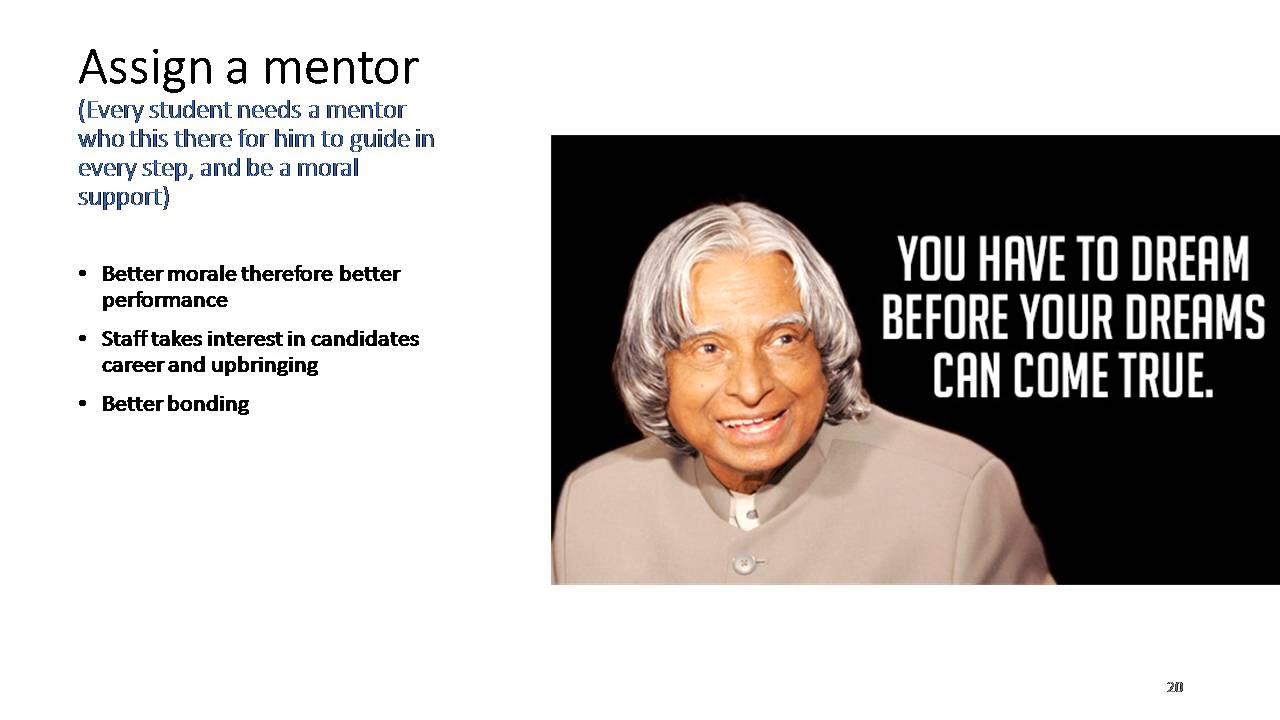 Assign a mentor
(Every student needs a mentor
who this there for him to guide in
every step, and be a moral
support)
• Better morale therefore better
performance
• Staff takes interest in candidates
career and upbringing
• Better bonding
YOU HAVE TO DREAM
BEFORE YOUR DREAMS
CAN COME TRUE.
20